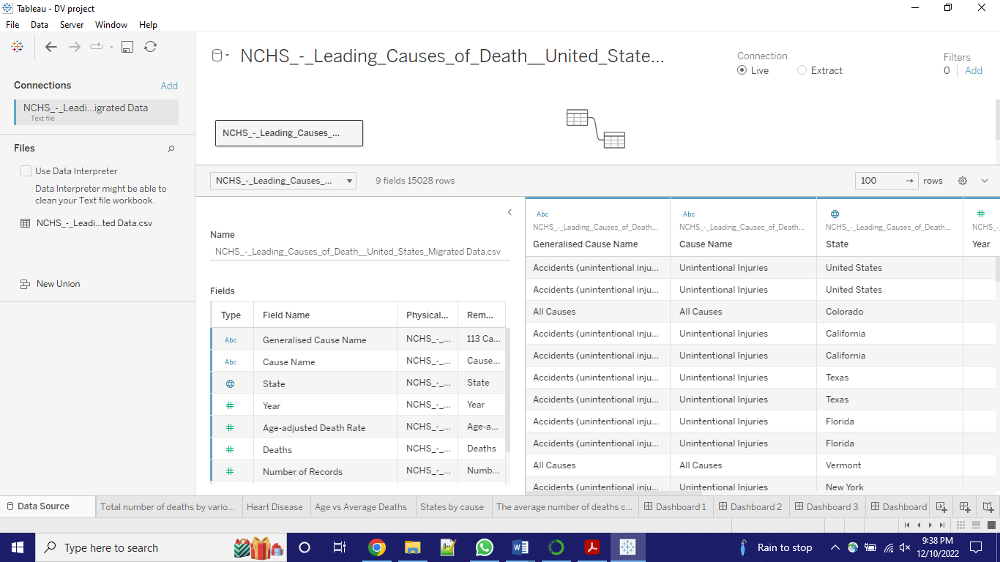 Tableau - DV project
File Data Server Window Help
Connections Add
NCHS_-_Leadi...igrated Data
Text file
Files
Use Data Interpreter
Data Interpreter might be able to
clean your Text file workbook.
NCHS_-_Leadi...ted Data.csv
New Union
NCHS_-_Leading_Causes_of_Death__United_State...
Connection
Live Extract
Filters
0 Add
NCHS_-_Leading_Causes_...
NCHS_-_Leading_Causes_... 9 fields 15028 rows 100 rows
Name
NCHS_-_Leading_Causes_of_Death__United_States_Migrated Data.csv
Fields
Type Field Name Physical... Rem...
Abc Generalised Cause Name NCHS_-_... 113 Ca...
Abc Cause Name NCHS_-_... Cause...
State NCHS_-_... State
# Year NCHS_-_... Year
# Age-adjusted Death Rate NCHS_-_... Age-a...
# Deaths NCHS_-_... Deaths
# Number of Records NCHS_-_... Numb...
Abc Abc #
NCHS_-_Leading_Causes_of_Death... NCHS_-_Leading_Causes_of_Death... NCHS_-_Leading_Causes_of_Death... NCHS_-
Generalised Cause Name Cause Name State Year
Accidents (unintentional inju... Unintentional Injuries United States
Accidents (unintentional inju... Unintentional Injuries United States
All Causes All Causes Colorado
Accidents (unintentional inju... Unintentional Injuries California
Accidents (unintentional inju... Unintentional Injuries California
Accidents (unintentional inju... Unintentional Injuries Texas
Accidents (unintentional inju... Unintentional Injuries Texas
Accidents (unintentional inju... Unintentional Injuries Florida
Accidents (unintentional inju... Unintentional Injuries Florida
All Causes All Causes Vermont
Accidents (unintentional inju... Unintentional Injuries New York
Data Source Total number of deaths by vario... Heart Disease Age vs Average Deaths States by cause The average number of deaths c... Dashboard 1 Dashboard 2 Dashboard 3 Dashboard
Type here to search
Rain to stop
9:38 PM
12/10/2022